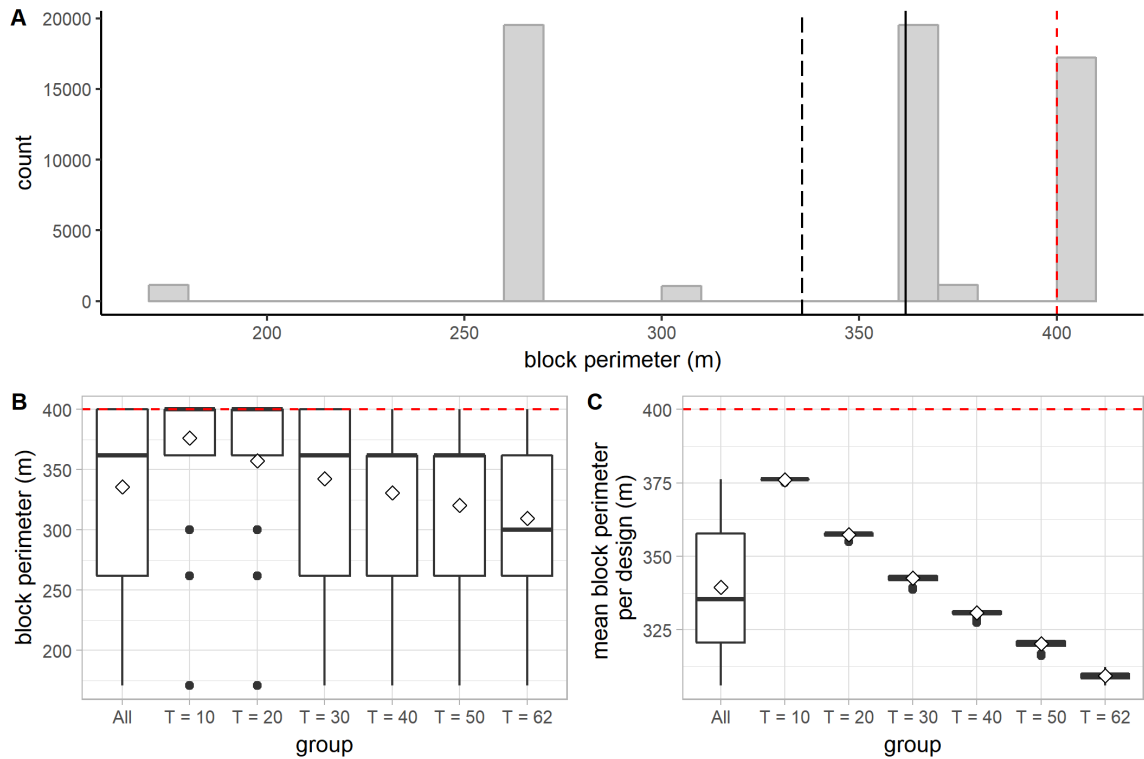 A
20000
15000
10000
5000
0
count
200
250
300
350
400
block perimeter (m)
B
400
350
300
250
200
block perimeter (m)
All
T = 10
T = 20
T = 30
T = 40
T = 50
T = 62
group
C
400
375
350
325
mean block perimeter
per design (m)
All
T = 10
T = 20
T = 30
T = 40
T = 50
T = 62
group